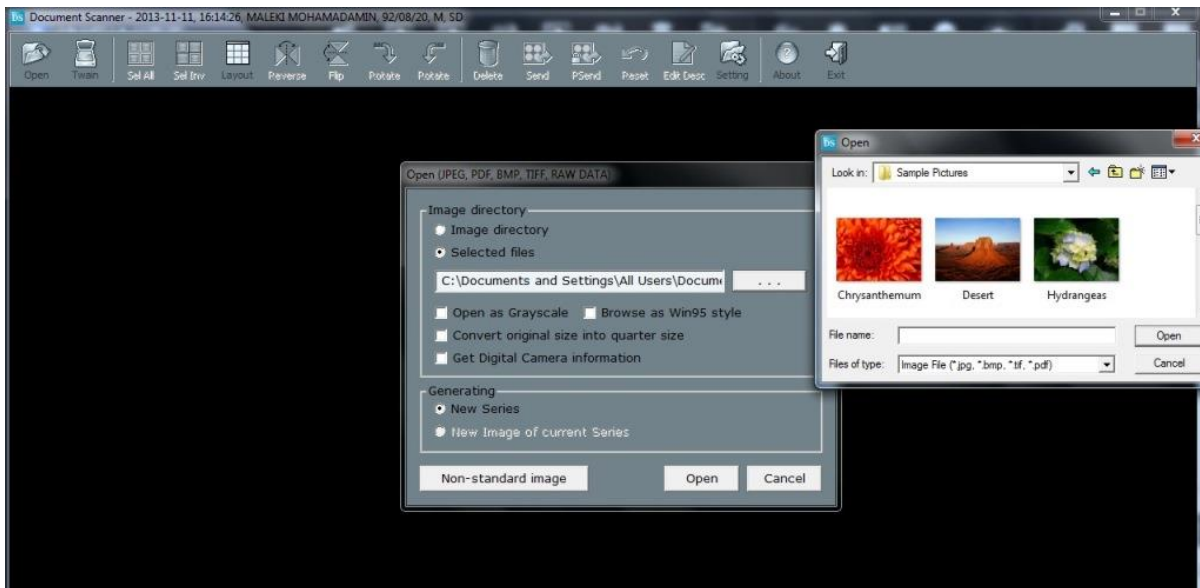 bs Document Scanner - 2013-11-11, 16:14:26, MALEKI MOHAMADAMIN, 92/08/20, M, SD
Open Twain Sel All Sel Inv Layout Reverse Flip Rotate Rotate Delete Send PSend Reset Edit Desc Setting About Exit
bs Open
Look in: Sample Pictures
Chrysanthemum Desert Hydrangeas
File name: Open
Files of type: Image File (*.jpg, *.bmp, *.tif, *.pdf) Cancel
Open (JPEG, PDF, BMP, TIFF, RAW DATA)
Image directory
Image directory
Selected files
C:\Documents and Settings\All Users\Docume ...
Open as Grayscale Browse as Win95 style
Convert original size into quarter size
Get Digital Camera information
Generating
New Series
New Image of current Series
Non-standard image Open Cancel